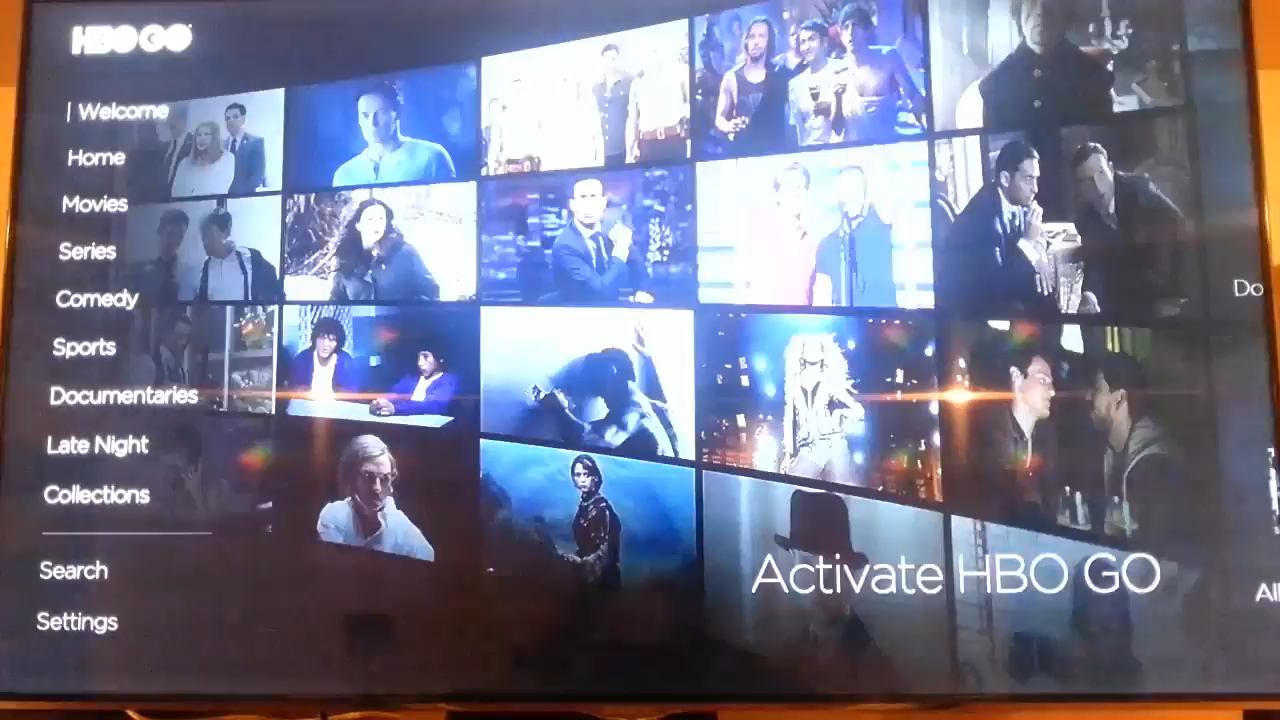 HBO GO
Welcome
Home
Movies
Series
Comedy
Sports
Documentaries
Late Night
Collections
Search
Settings
Activate HBO GO
Do
All